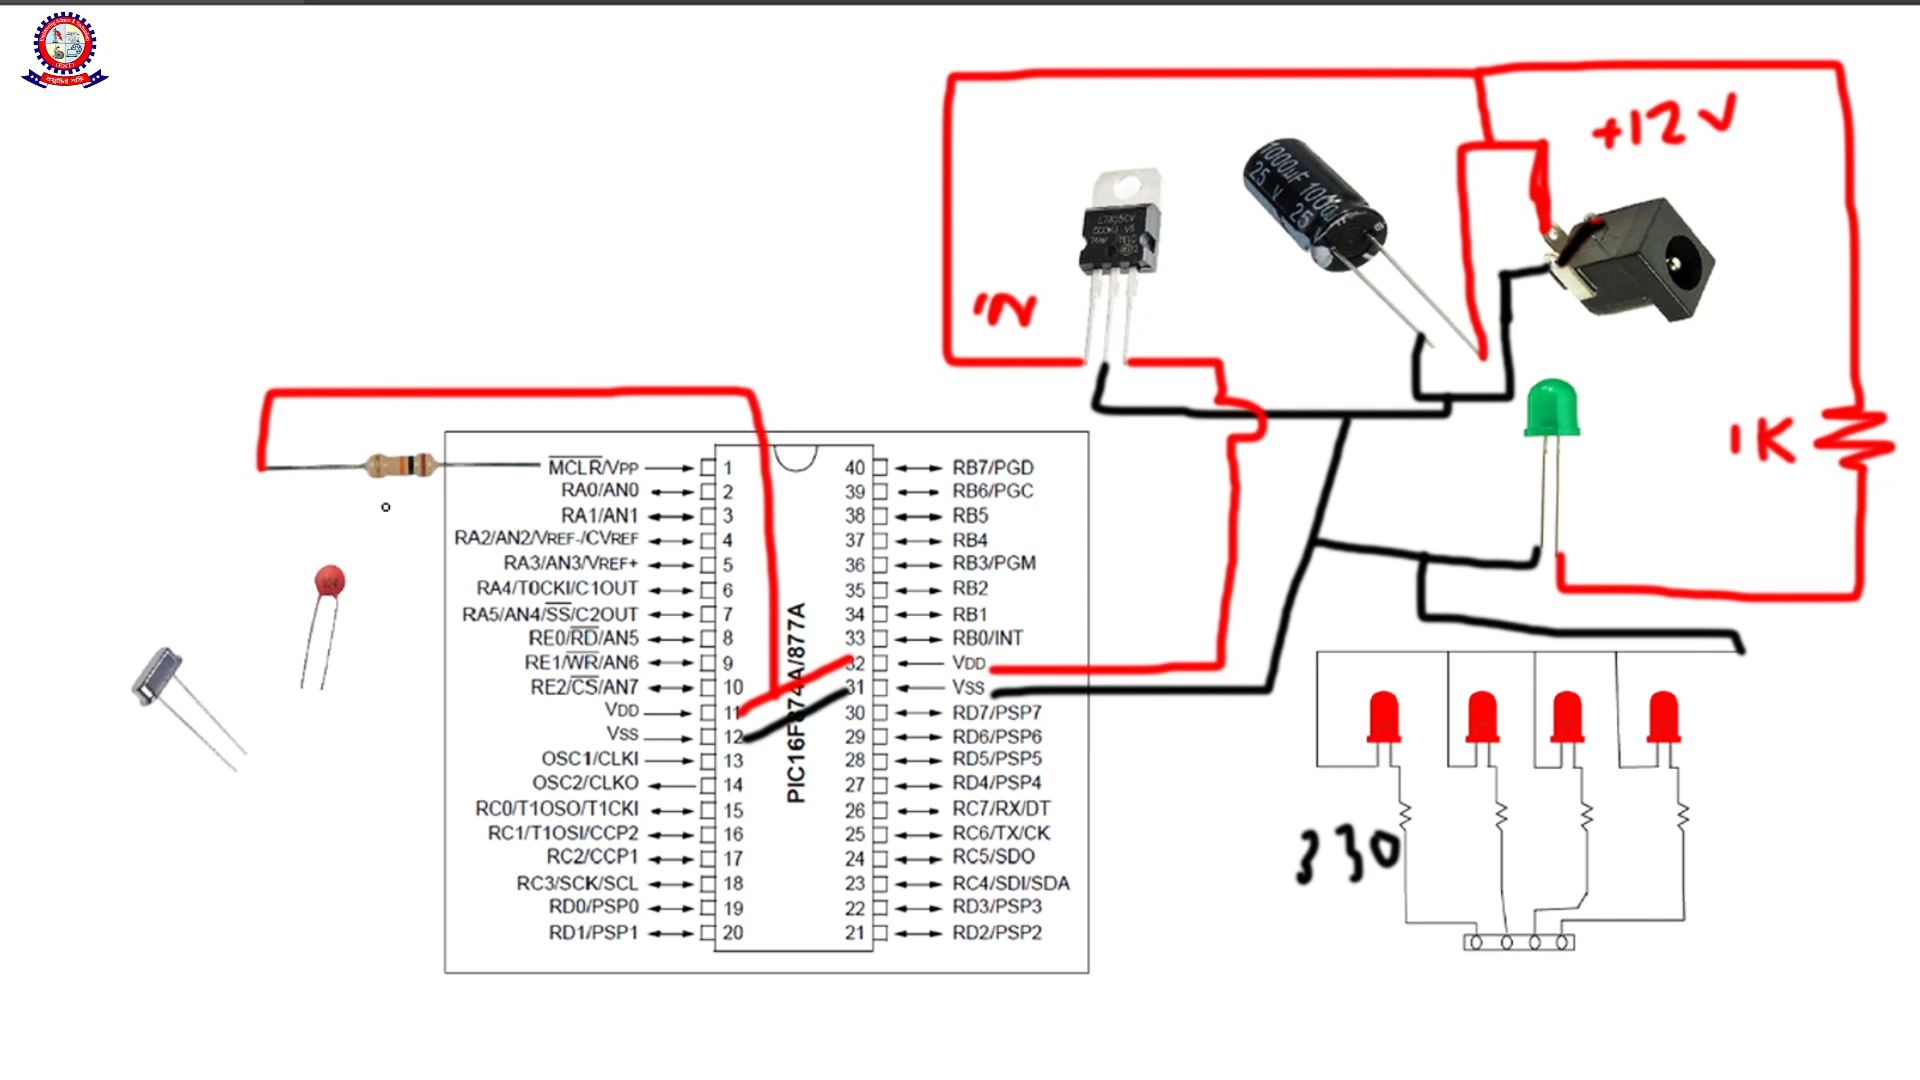 +12V
1000µF 1000µF
25 V 25
IN
1K
MCLR/VPP 1 40 RB7/PGD
RA0/AN0 2 39 RB6/PGC
RA1/AN1 3 38 RB5
RA2/AN2/VREF-/CVREF 4 37 RB4
RA3/AN3/VREF+ 5 36 RB3/PGM
RA4/T0CKI/C1OUT 6 35 RB2
RA5/AN4/SS/C2OUT 7 34 RB1
RE0/RD/AN5 8 33 RB0/INT
RE1/WR/AN6 9 32 VDD
RE2/CS/AN7 10 31 VSS
VDD 11 30 RD7/PSP7
VSS 12 29 RD6/PSP6
OSC1/CLKI 13 28 RD5/PSP5
OSC2/CLKO 14 27 RD4/PSP4
RC0/T1OSO/T1CKI 15 26 RC7/RX/DT
RC1/T1OSI/CCP2 16 25 RC6/TX/CK
RC2/CCP1 17 24 RC5/SDO
RC3/SCK/SCL 18 23 RC4/SDI/SDA
RD0/PSP0 19 22 RD3/PSP3
RD1/PSP1 20 21 RD2/PSP2
PIC16F874A/877A
330